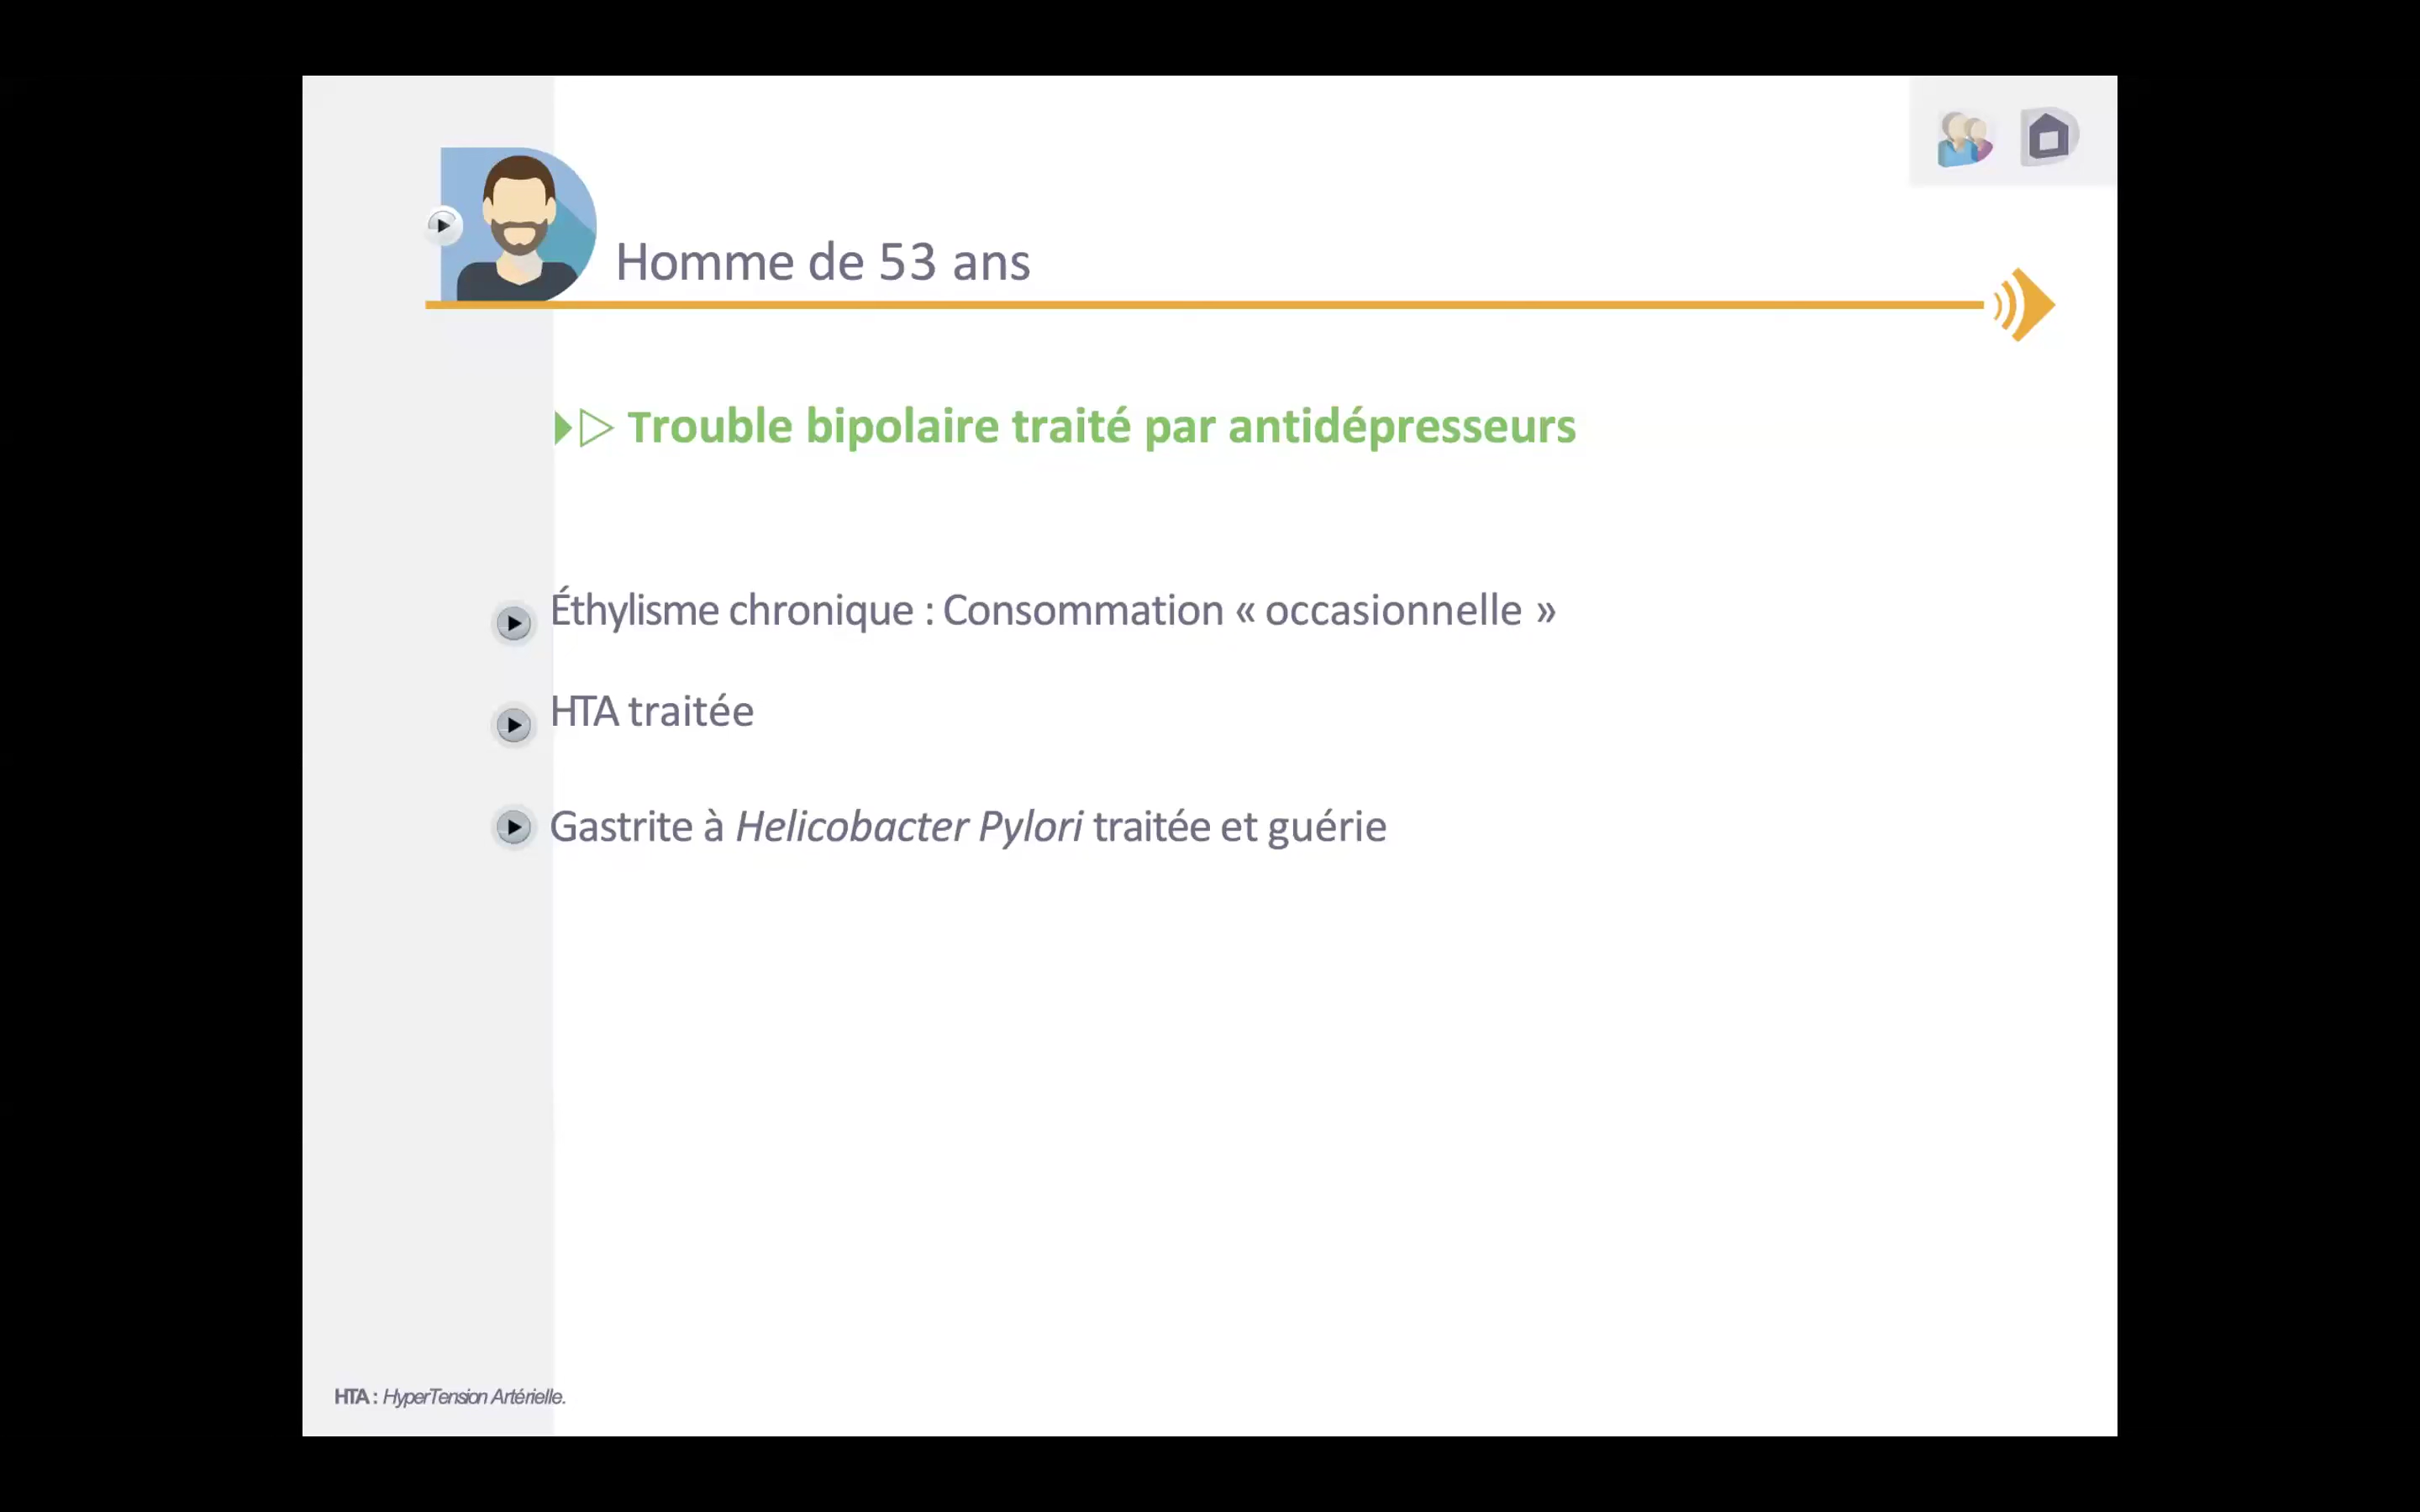 Homme de 53 ans
Trouble bipolaire traité par antidépresseurs
Éthylisme chronique : Consommation « occasionnelle »
HTA traitée
Gastrite à Helicobacter Pylori traitée et guérie
HTA : HyperTension Artérielle.